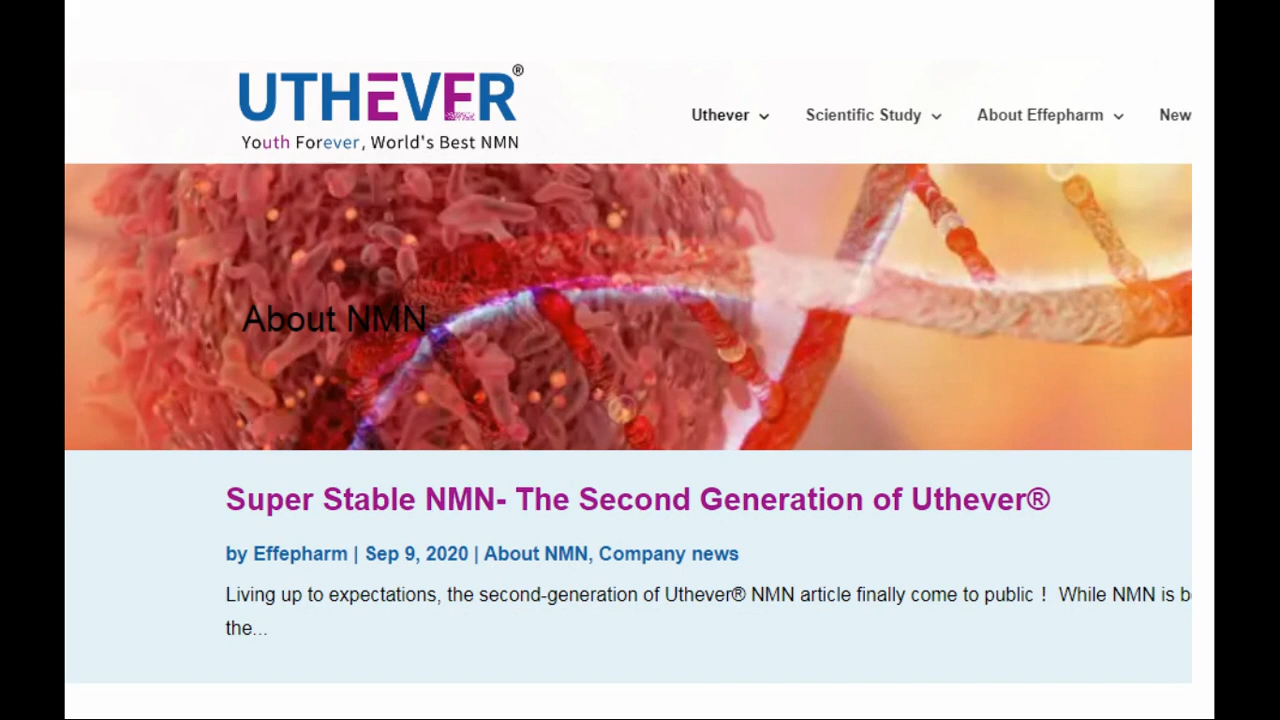 UTHEVER®
Youth Forever, World's Best NMN
Uthever Scientific Study About Effepharm New
About NMN
Super Stable NMN- The Second Generation of Uthever®
by Effepharm | Sep 9, 2020 | About NMN, Company news
Living up to expectations, the second-generation of Uthever® NMN article finally come to public！ While NMN is b
the...